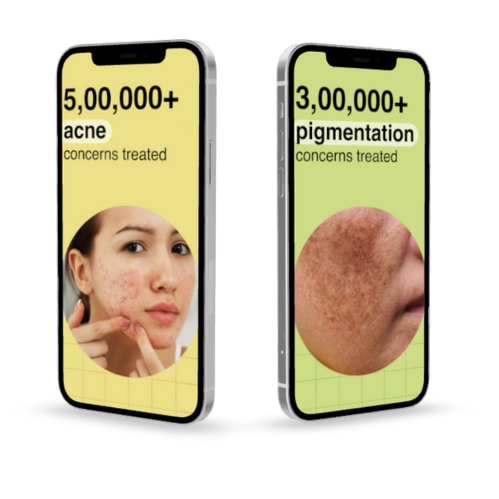 5,00,000+
acne
concerns treated
3,00,000+
pigmentation
concerns treated